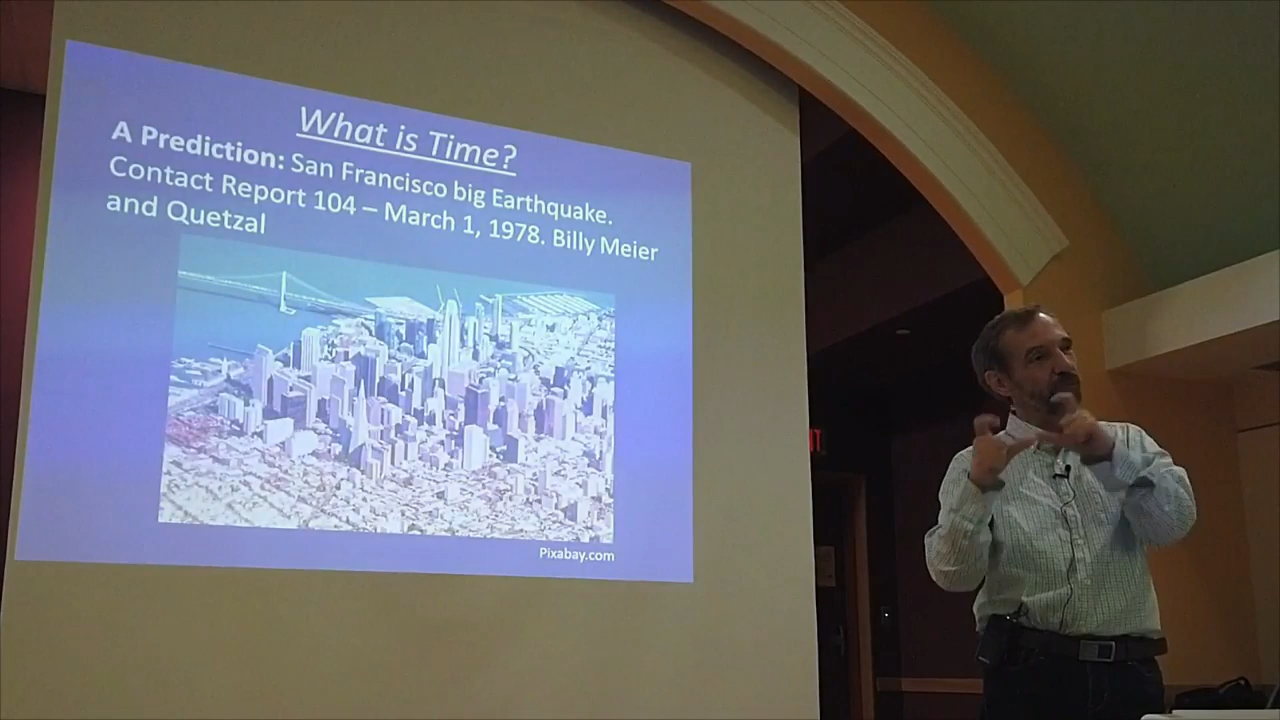 What is Time?
A Prediction: San Francisco big Earthquake.
Contact Report 104 – March 1, 1978. Billy Meier
and Quetzal
Pixabay.com
IT